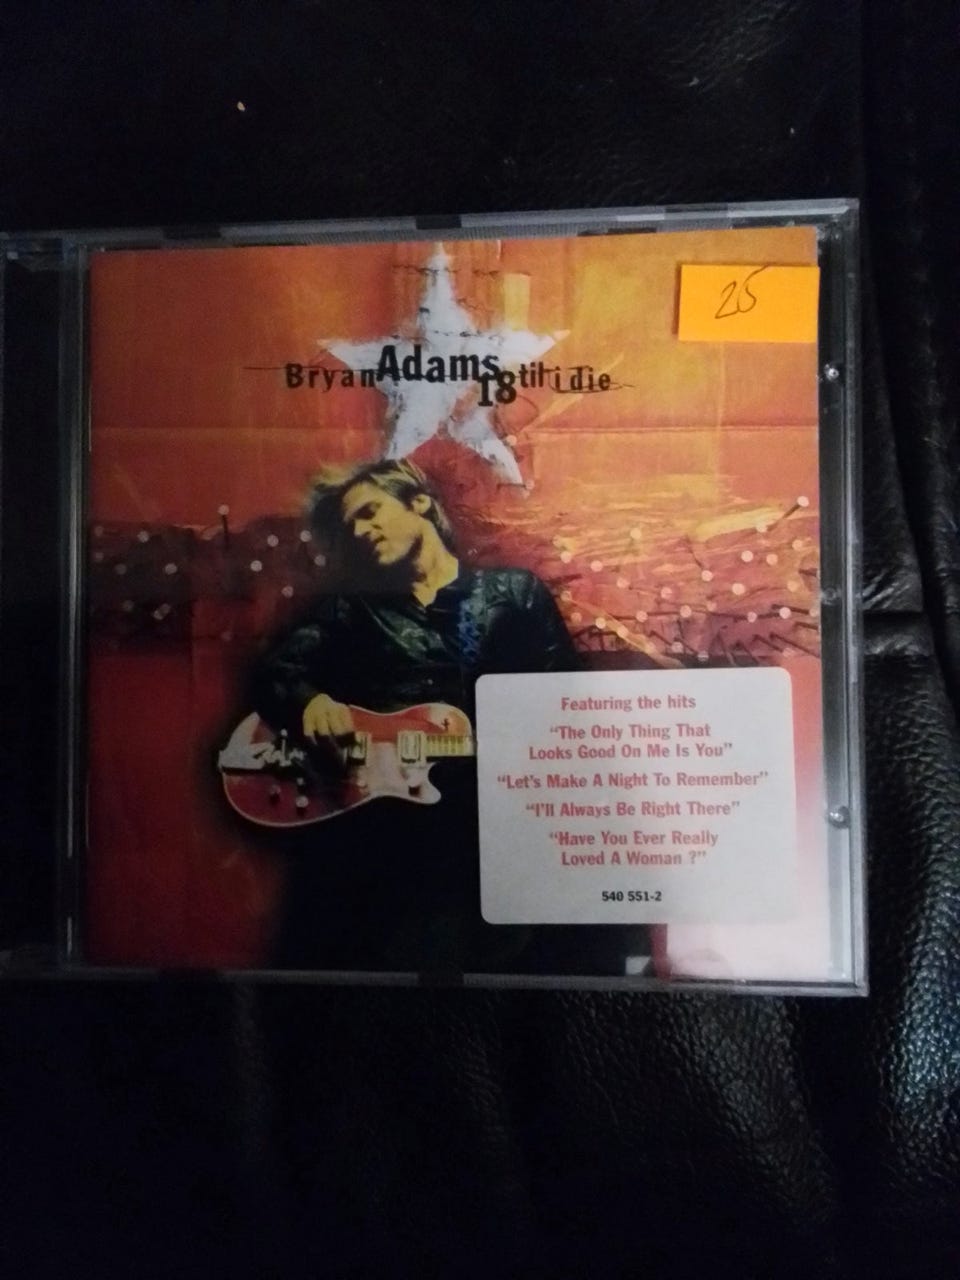 25
Bryan Adams 18 til i die
Featuring the hits
“The Only Thing That
Looks Good On Me Is You”
“Let's Make A Night To Remember”
“I'll Always Be Right There”
“Have You Ever Really
Loved A Woman ?”
540 551-2